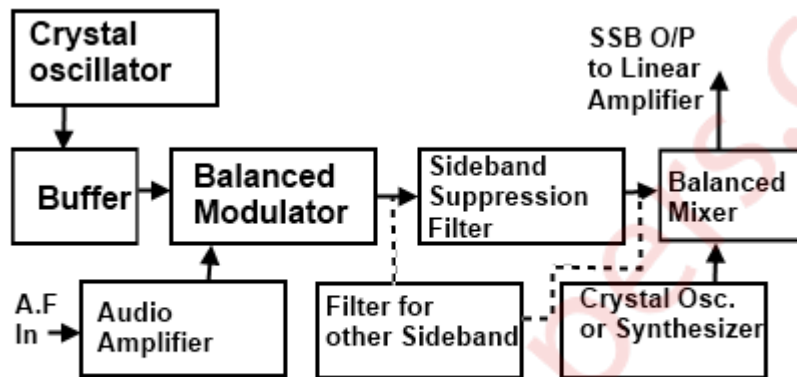 Crystal
oscillator
SSB O/P
to Linear
Amplifier
Buffer
Balanced
Modulator
Sideband
Suppression
Filter
Balanced
Mixer
A.F
In
Audio
Amplifier
Filter for
other Sideband
Crystal Osc.
or Synthesizer